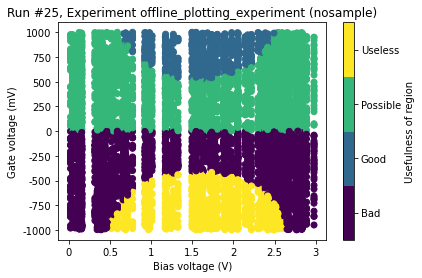 Run #25, Experiment offline_plotting_experiment (nosample)
1000
750
500
250
0
-250
-500
-750
-1000
Gate voltage (mV)
0
0.5
1
1.5
2
2.5
3
Bias voltage (V)
Useless
Possible
Good
Bad
Usefulness of region